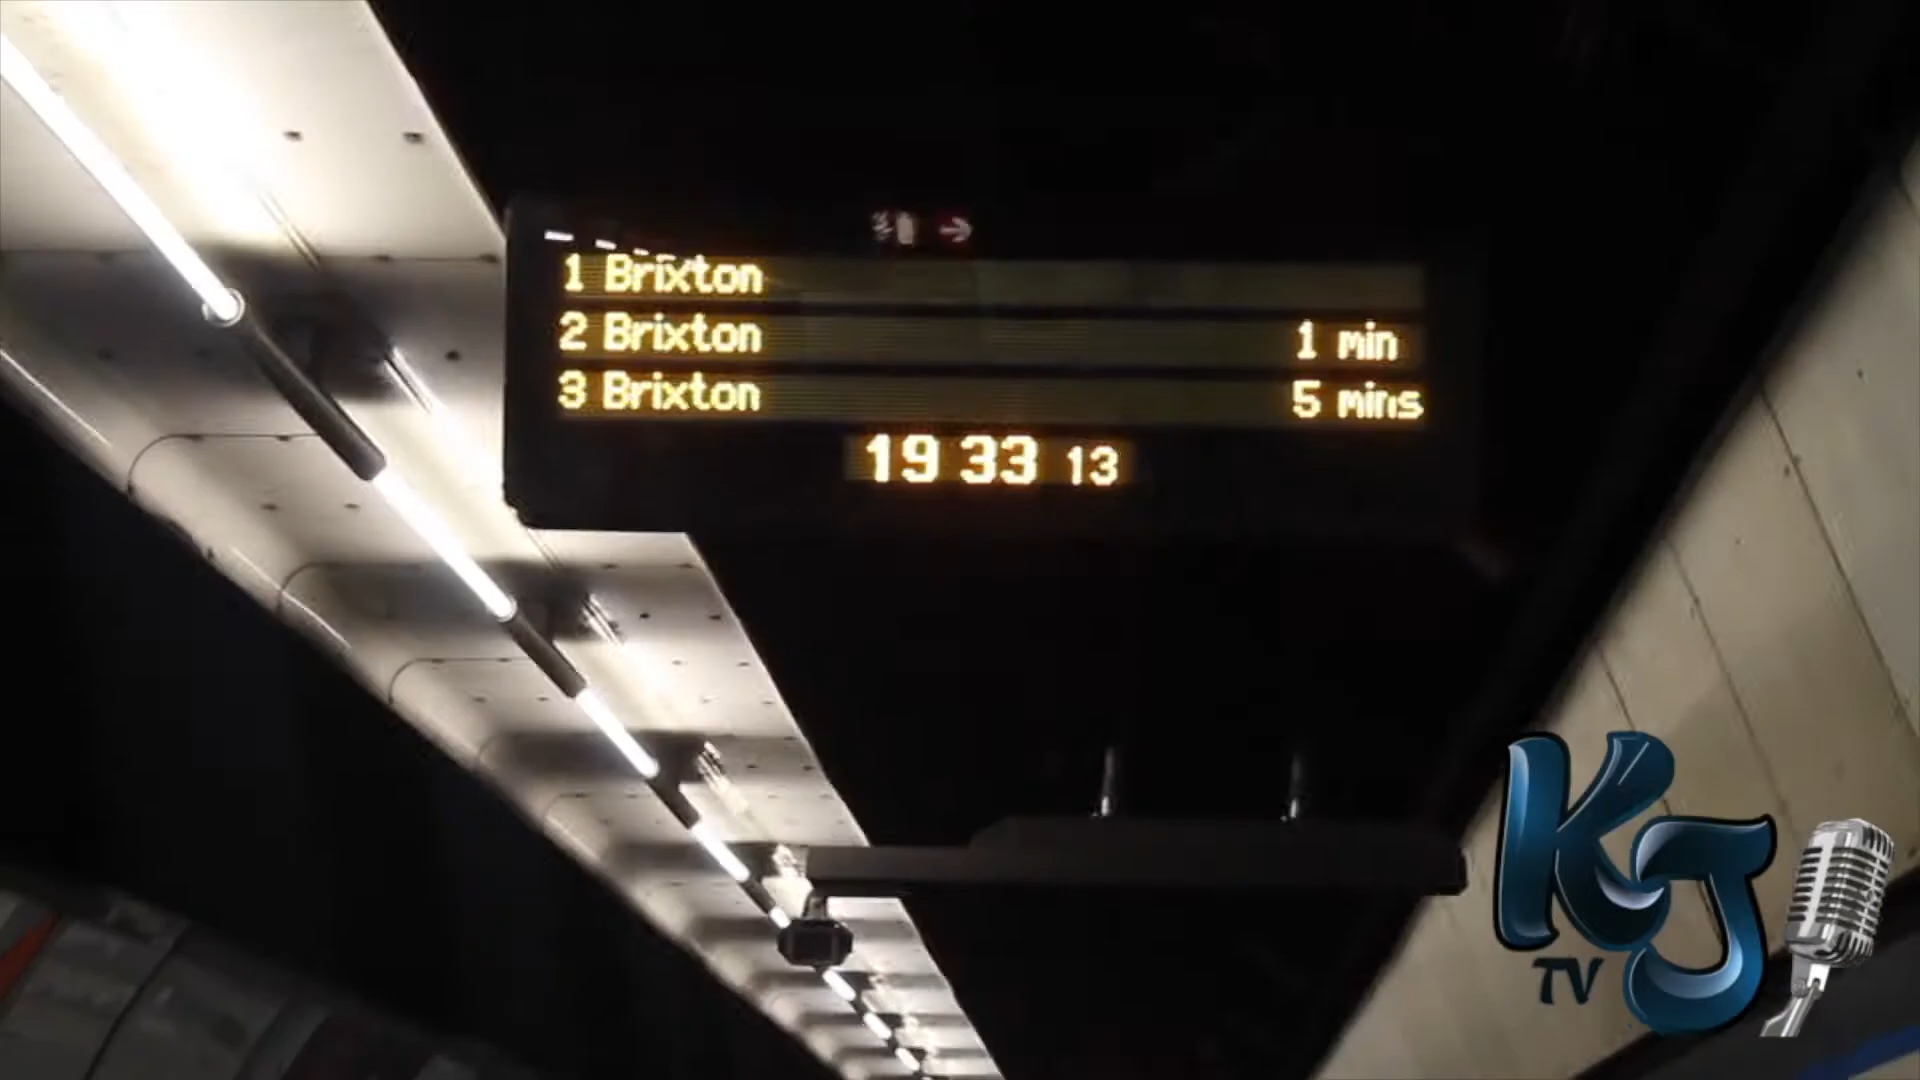 1 Brixton
2 Brixton 1 min
3 Brixton 5 mins
19 33 13
KJ
TV